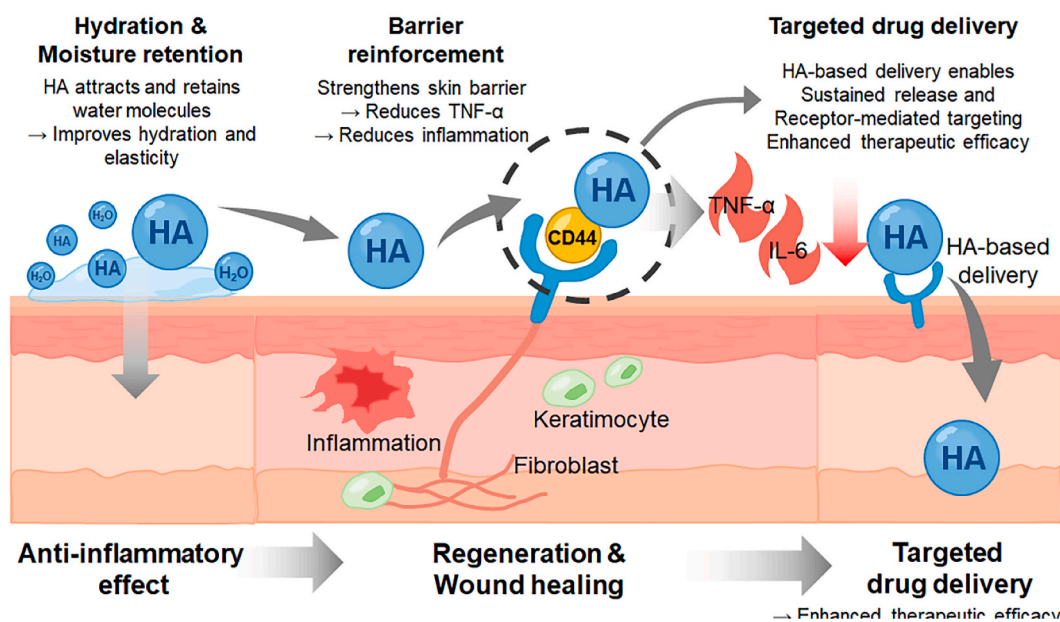 Hydration &
Moisture retention
HA attracts and retains
water molecules
→ Improves hydration and
elasticity
Barrier
reinforcement
Strengthens skin barrier
→ Reduces TNF-α
→ Reduces inflammation
Targeted drug delivery
HA-based delivery enables
Sustained release and
Receptor-mediated targeting
Enhanced therapeutic efficacy
H₂O
HA
HA
HA
H₂O
H₂O
HA
HA
CD44
TNF-α
IL-6
HA
HA-based
delivery
Inflammation
Keratimocyte
Fibroblast
HA
Anti-inflammatory
effect
Regeneration &
Wound healing
Targeted
drug delivery
→ Enhanced therapeutic efficacy